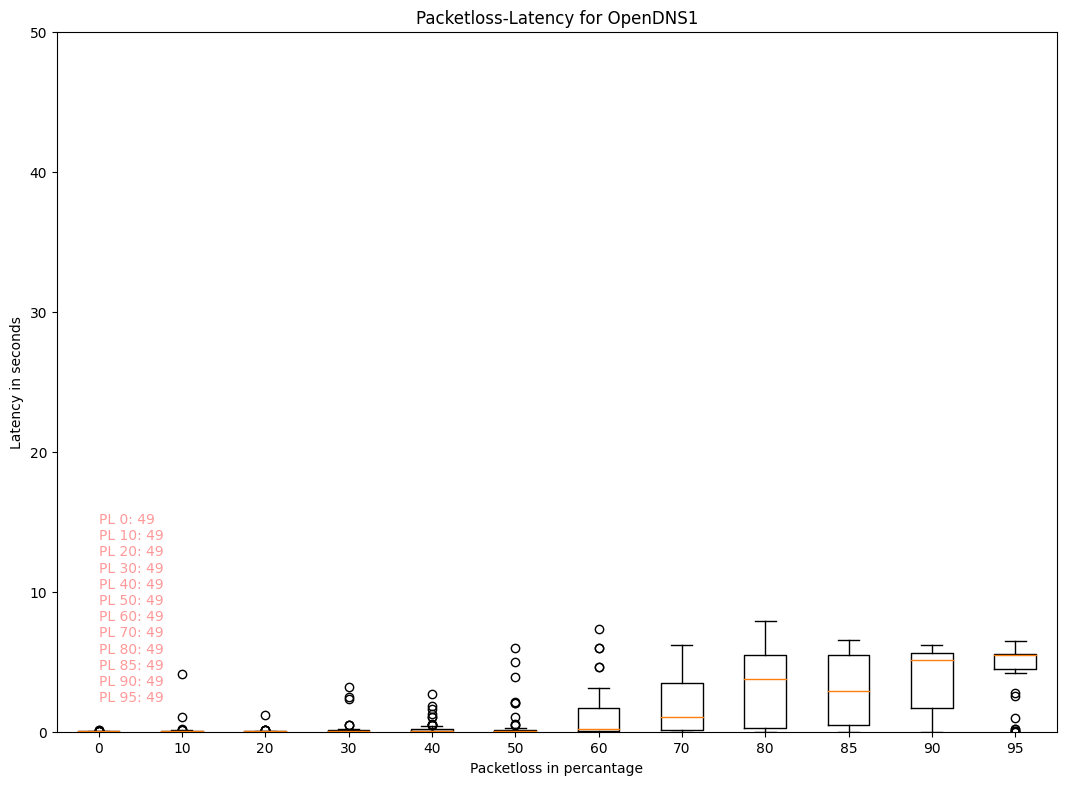 Packetloss-Latency for OpenDNS1
50
40
30
20
10
0
Latency in seconds
PL 0: 49
PL 10: 49
PL 20: 49
PL 30: 49
PL 40: 49
PL 50: 49
PL 60: 49
PL 70: 49
PL 80: 49
PL 85: 49
PL 90: 49
PL 95: 49
0 10 20 30 40 50 60 70 80 85 90 95
Packetloss in percantage